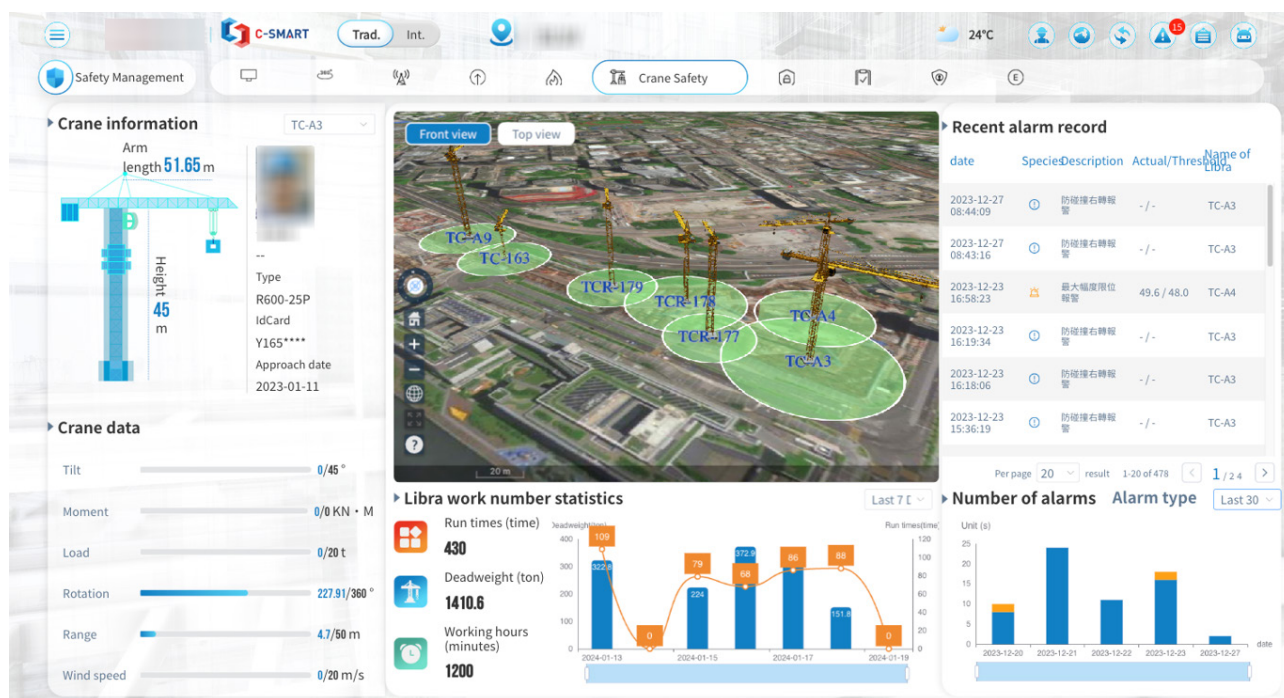 C-SMART
Trad.
Int.
24°C
15
Safety Management
360°
Crane Safety
E
Crane information
TC-A3
Arm
length 51.65 m
Height
45
m
--
Type
R600-25P
IdCard
Y165****
Approach date
2023-01-11
Crane data
Tilt
0/45 °
Moment
0/0 KN · M
Load
0/20 t
Rotation
227.91/360 °
Range
4.7/50 m
Wind speed
0/20 m/s
Front view
Top view
TC-A9
TC-163
TCR-179
TCR-178
TCR-177
TC-A4
TC-A3
20 m
Libra work number statistics
Last 7 D
Run times (time)
430
Deadweight (ton)
1410.6
Working hours
(minutes)
1200
Deadweight(ton)
Run times(time
400
300
200
100
0
120
100
80
60
40
20
0
109
322.8
0
79
224
68
372.9
86
88
151.8
0
2024-01-13
2024-01-15
2024-01-17
2024-01-19
Recent alarm record
date
Species
Description
Actual/Threshold
Name of
Libra
2023-12-27
08:44:09
防碰撞右轉報
警
- / -
TC-A3
2023-12-27
08:43:16
防碰撞右轉報
警
- / -
TC-A3
2023-12-23
16:58:23
最大幅度限位
報警
49.6 / 48.0
TC-A4
2023-12-23
16:19:34
防碰撞右轉報
警
- / -
TC-A3
2023-12-23
16:18:06
防碰撞右轉報
警
- / -
TC-A3
2023-12-23
15:36:19
防碰撞右轉報
警
- / -
TC-A3
Per page 20 result 1-20 of 478 < 1 / 24 >
Number of alarms
Alarm type
Last 30
Unit (s)
25
20
15
10
5
0
2023-12-20
2023-12-21
2023-12-22
2023-12-23
2023-12-27
date